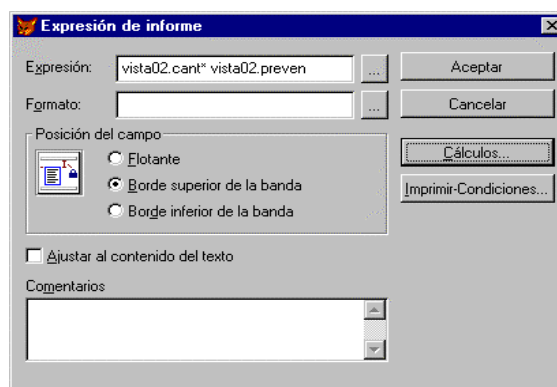 Expresión de informe
Expresión: vista02.cant* vista02.preven ... Aceptar
Formato: ... Cancelar
Posición del campo
Flotante
Borde superior de la banda
Borde inferior de la banda
Cálculos...
Imprimir-Condiciones...
Ajustar al contenido del texto
Comentarios